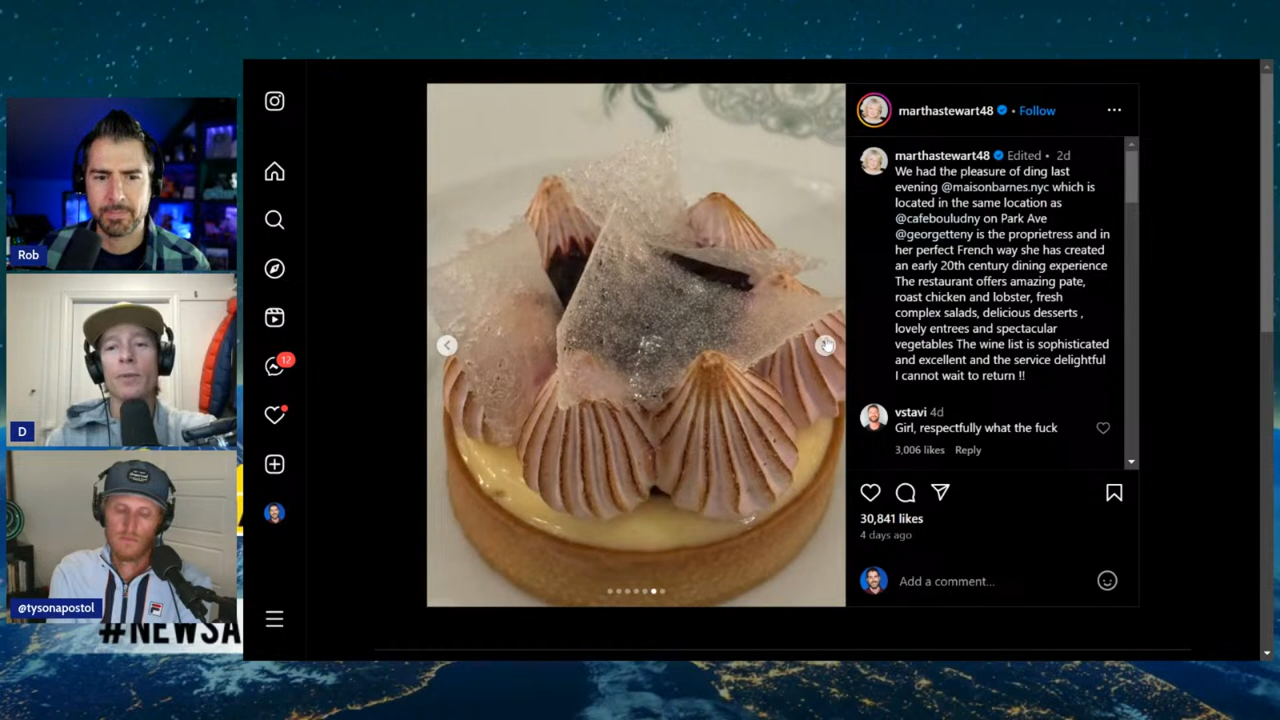 Rob
D
@tysonapostol
#NEWSA
12
marthastewart48 • Follow
marthastewart48 Edited • 2d
We had the pleasure of ding last
evening @maisonbarnes.nyc which is
located in the same location as
@cafebouludny on Park Ave
@georgetteny is the proprietress and in
her perfect French way she has created
an early 20th century dining experience
The restaurant offers amazing pate,
roast chicken and lobster, fresh
complex salads, delicious desserts ,
lovely entrees and spectacular
vegetables The wine list is sophisticated
and excellent and the service delightful
I cannot wait to return !!
vstavi 4d
Girl, respectfully what the fuck
3,006 likes Reply
30,841 likes
4 days ago
Add a comment...